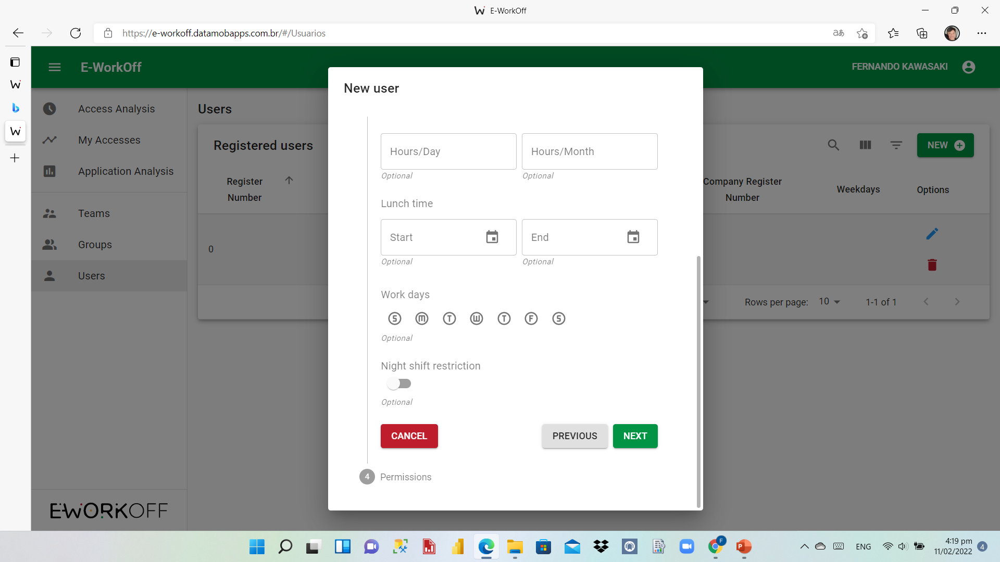 E-WorkOff
https://e-workoff.datamobapps.com.br/#/Usuarios
E-WorkOff
FERNANDO KAWASAKI
Access Analysis
My Accesses
Application Analysis
Teams
Groups
Users
EWORKOFF
Users
Registered users
NEW
Register
Number
Company Register
Number
Weekdays
Options
0
Rows per page:
10
1-1 of 1
New user
Hours/Day
Hours/Month
Optional
Optional
Lunch time
Start
End
Optional
Optional
Work days
S M T W T F S
Optional
Night shift restriction
Optional
CANCEL
PREVIOUS
NEXT
4 Permissions
ENG
4:19 pm
11/02/2022
4